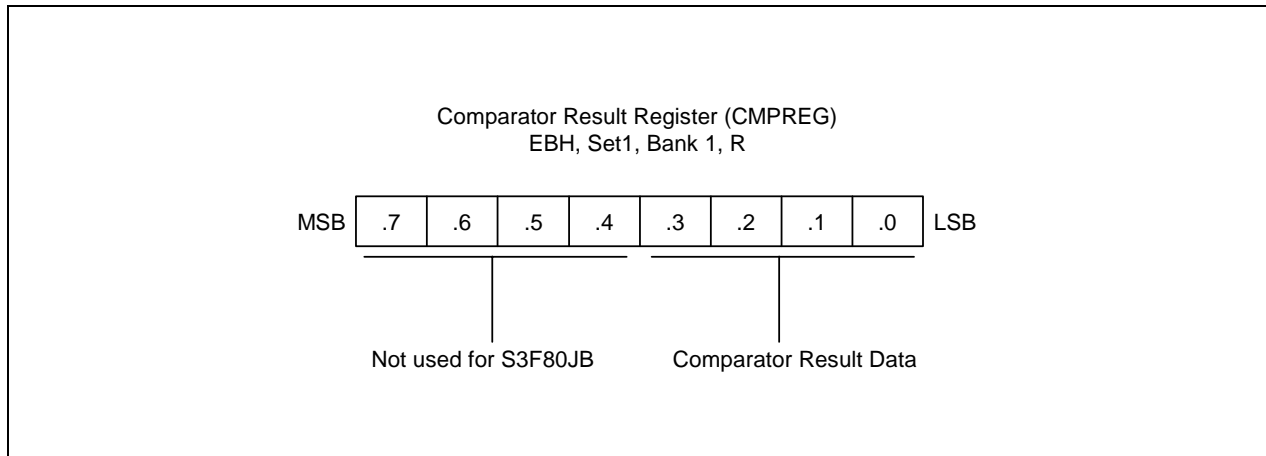 Comparator Result Register (CMPREG)
EBH, Set1, Bank 1, R
MSB .7 .6 .5 .4 .3 .2 .1 .0 LSB
Not used for S3F80JB Comparator Result Data